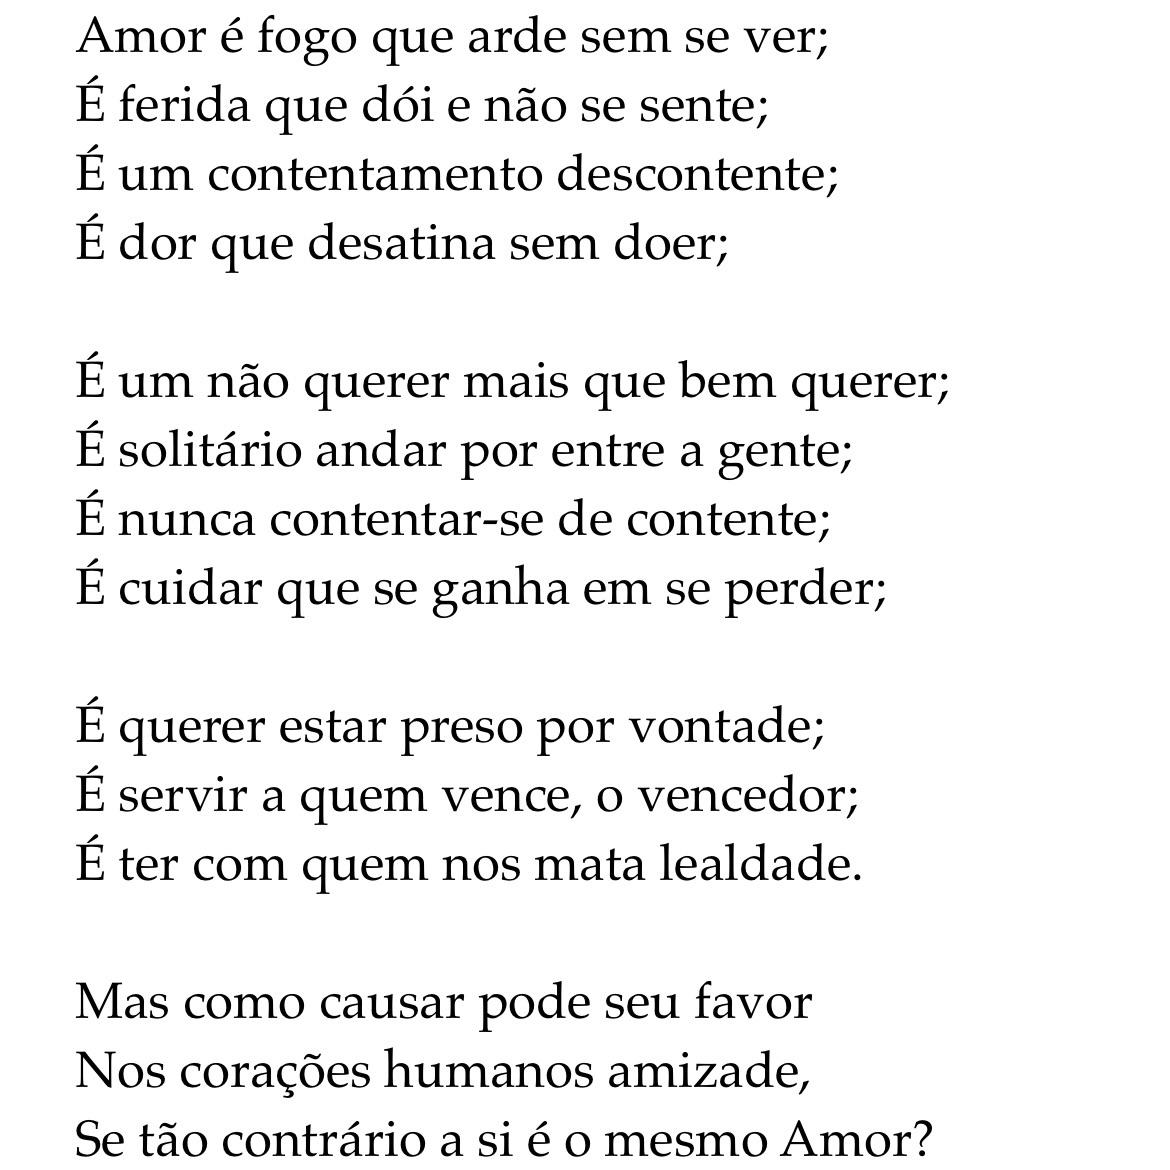 Amor é fogo que arde sem se ver;
É ferida que dói e não se sente;
É um contentamento descontente;
É dor que desatina sem doer;

É um não querer mais que bem querer;
É solitário andar por entre a gente;
É nunca contentar-se de contente;
É cuidar que se ganha em se perder;

É querer estar preso por vontade;
É servir a quem vence, o vencedor;
É ter com quem nos mata lealdade.

Mas como causar pode seu favor
Nos corações humanos amizade,
Se tão contrário a si é o mesmo Amor?